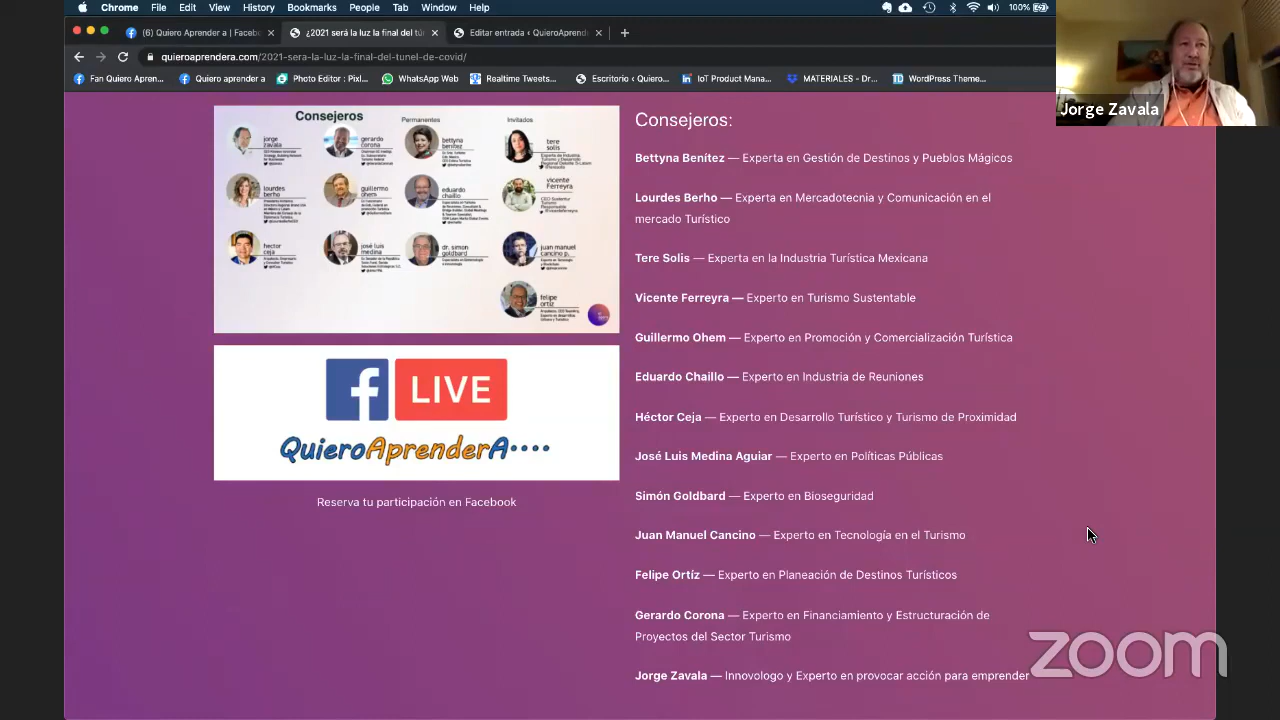 Chrome File Edit View History Bookmarks People Tab Window Help 100%
(6) Quiero Aprender a | Faceb × ¿2021 será la luz la final del tú × Editar entrada ‹ QuieroAprend × +
quieroaprendera.com/2021-sera-la-luz-la-final-del-tunel-de-covid/
Fan Quiero Apren... Quiero aprender a Photo Editor : Pixl... WhatsApp Web Realtime Tweets... Escritorio ‹ Quiero... IoT Product Mana... MATERIALES - Dr... WordPress Theme...
Jorge Zavala
Consejeros Permanentes Invitados
jorge zavala
gerardo corona
bettyna benítez
tere solis
lourdes berho
guillermo ohem
eduardo chaillo
vicente Ferreyra
hector ceja
josé luis medina
dr. simon goldbard
juan manuel cancino p.
felipe ortiz
f LIVE
QuieroAprenderA....
Reserva tu participación en Facebook
Consejeros:
Bettyna Benítez — Experta en Gestión de Destinos y Pueblos Mágicos
Lourdes Berho — Experta en Mercadotecnia y Comunicación en el
mercado Turístico
Tere Solis — Experta en la Industria Turística Mexicana
Vicente Ferreyra — Experto en Turismo Sustentable
Guillermo Ohem — Experto en Promoción y Comercialización Turística
Eduardo Chaillo — Experto en Industria de Reuniones
Héctor Ceja — Experto en Desarrollo Turístico y Turismo de Proximidad
José Luis Medina Aguiar — Experto en Políticas Públicas
Simón Goldbard — Experto en Bioseguridad
Juan Manuel Cancino — Experto en Tecnología en el Turismo
Felipe Ortíz — Experto en Planeación de Destinos Turísticos
Gerardo Corona — Experto en Financiamiento y Estructuración de
Proyectos del Sector Turismo
Jorge Zavala — Innovologo y Experto en provocar acción para emprender
zoom